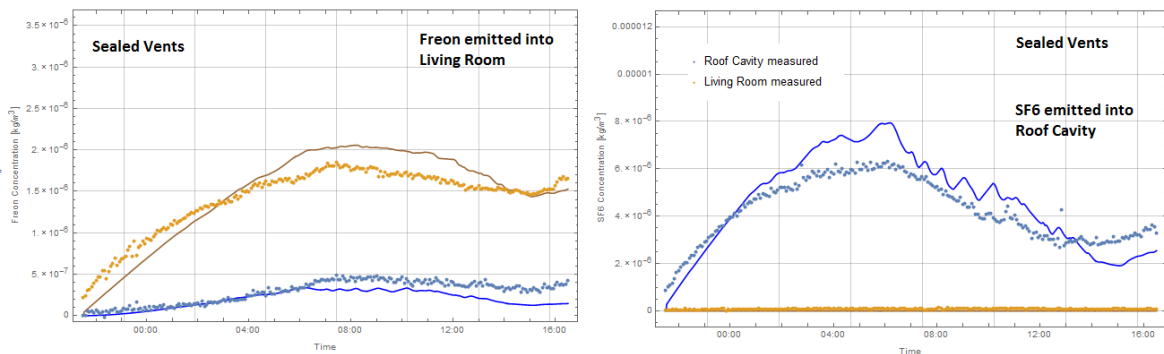 3.5 × 10⁻⁶
3. × 10⁻⁶
2.5 × 10⁻⁶
2. × 10⁻⁶
1.5 × 10⁻⁶
1. × 10⁻⁶
5 × 10⁻⁷
0
Freon Concentration [kg/m³]
Sealed Vents
Freon emitted into
Living Room
00:00
04:00
08:00
12:00
16:00
Time
0.000012
0.00001
8. × 10⁻⁶
6. × 10⁻⁶
4. × 10⁻⁶
2. × 10⁻⁶
0
SF6 Concentration [kg/m³]
Roof Cavity measured
Living Room measured
Sealed Vents
SF6 emitted into
Roof Cavity
00:00
04:00
08:00
12:00
16:00
Time